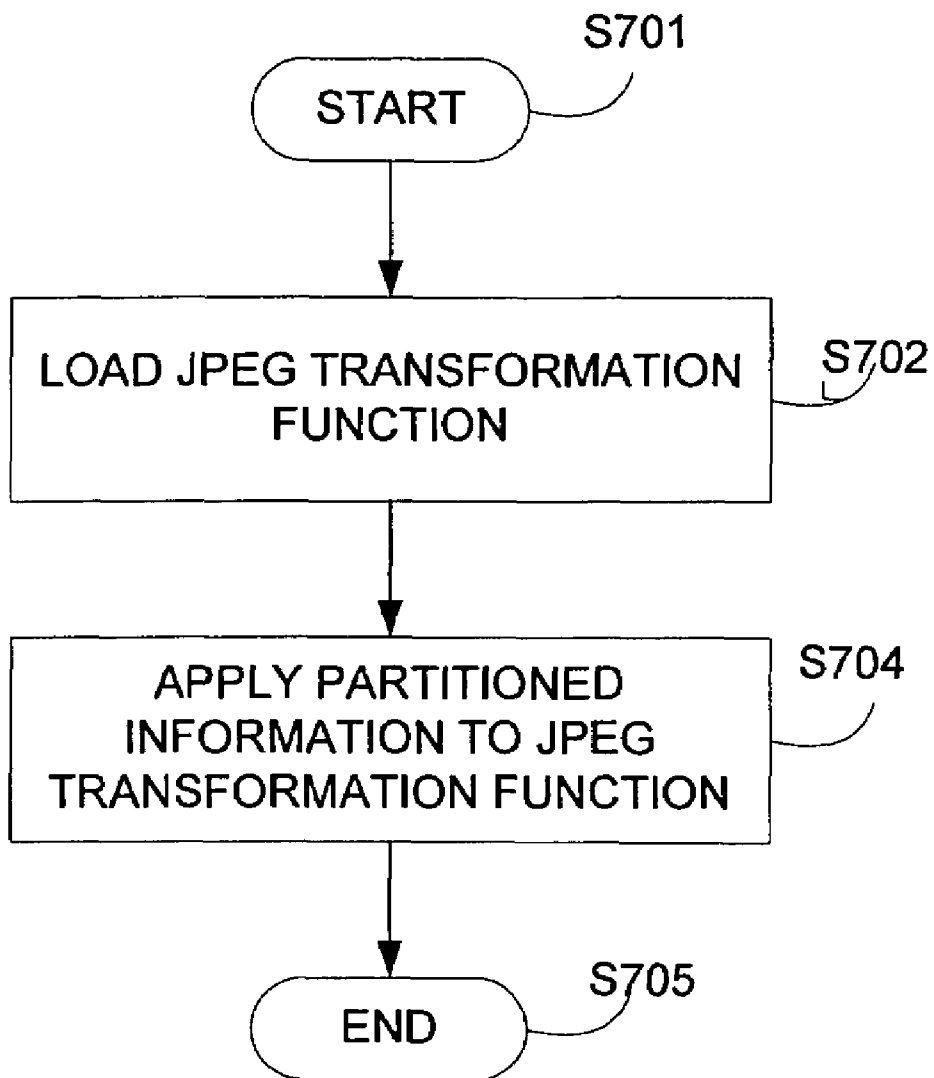 S701
START
LOAD JPEG TRANSFORMATION
FUNCTION
S702
APPLY PARTITIONED
INFORMATION TO JPEG
TRANSFORMATION FUNCTION
S704
END
S705